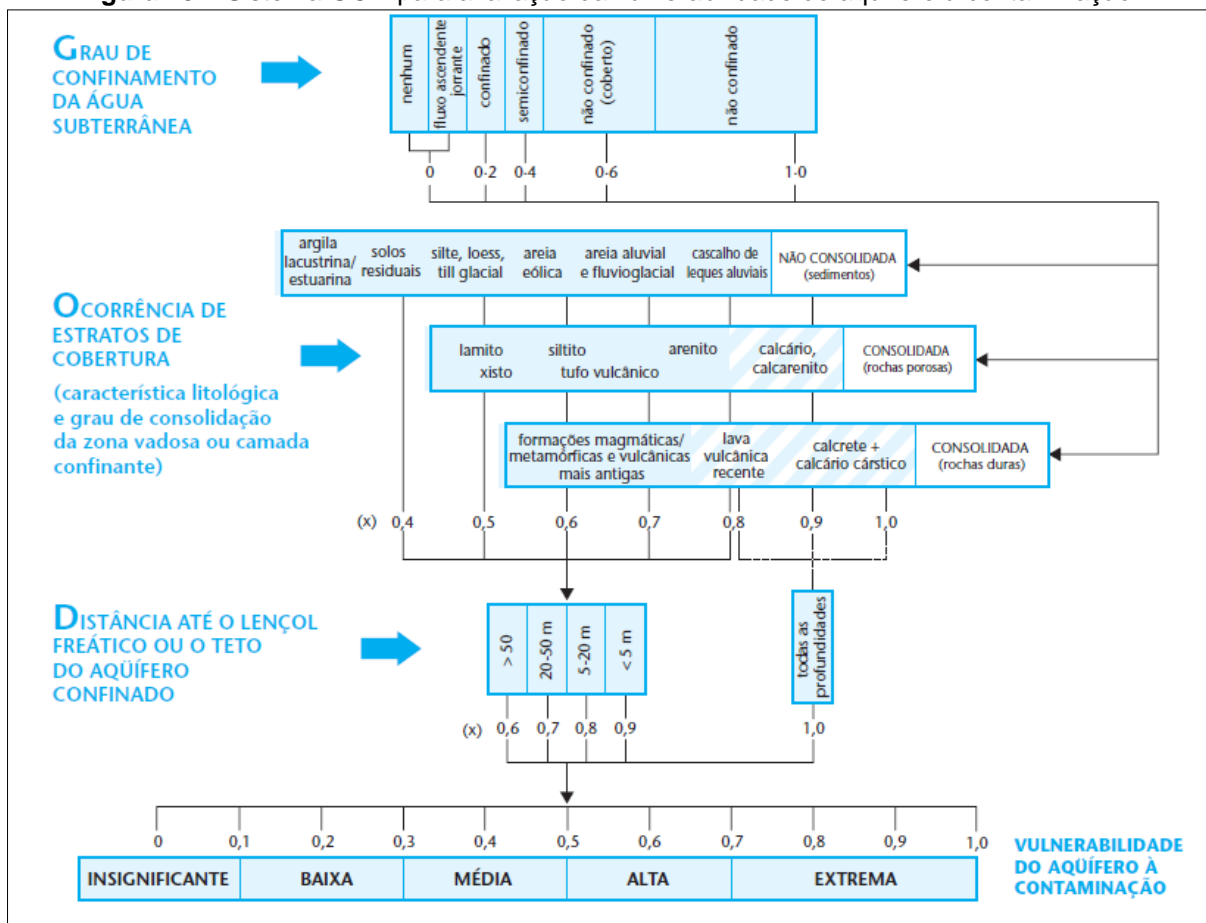 GRAU DE
CONFINAMENTO
DA ÁGUA
SUBTERRÂNEA
nenhum
fluxo ascendente
jorrante
confinado
semiconfinado
não confinado
(coberto)
não confinado
0
0·2
0·4
0·6
1·0
argila
lacustrina/
estuarina
solos
residuais
silte, loess,
till glacial
areia
eólica
areia aluvial
e fluvioglacial
cascalho de
leques aluviais
NÃO CONSOLIDADA
(sedimentos)
OCORRÊNCIA DE
ESTRATOS DE
COBERTURA
(característica litológica
e grau de consolidação
da zona vadosa ou camada
confinante)
lamito
xisto
siltito
tufo vulcânico
arenito
calcário,
calcarenito
CONSOLIDADA
(rochas porosas)
formações magmáticas/
metamórficas e vulcânicas
mais antigas
lava
vulcânica
recente
calcrete +
calcário cárstico
CONSOLIDADA
(rochas duras)
(x) 0,4 0,5 0,6 0,7 0,8 0,9 1,0
DISTÂNCIA ATÉ O LENÇOL
FREÁTICO OU O TETO
DO AQÜÍFERO
CONFINADO
> 50
20-50 m
5-20 m
< 5 m
todas as
profundidades
(x) 0,6 0,7 0,8 0,9 1,0
0 0,1 0,2 0,3 0,4 0,5 0,6 0,7 0,8 0,9 1,0
INSIGNIFICANTE BAIXA MÉDIA ALTA EXTREMA
VULNERABILIDADE
DO AQÜÍFERO À
CONTAMINAÇÃO